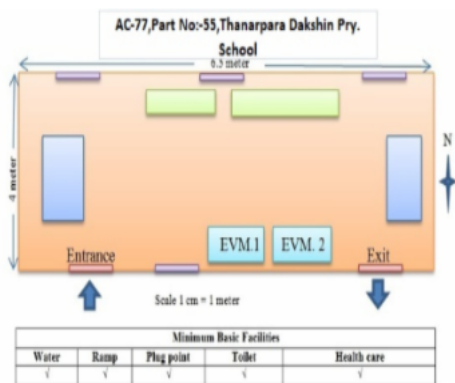 AC-77,Part No:-55,Thanarpara Dakshin Pry.
School
6.5 meter
4 meter
N
EVM.1 EVM. 2
Entrance Exit
Scale 1 cm = 1 meter
Minimum Basic Facilities
Water Ramp Plug point Toilet Health care
√ √ √ √ √